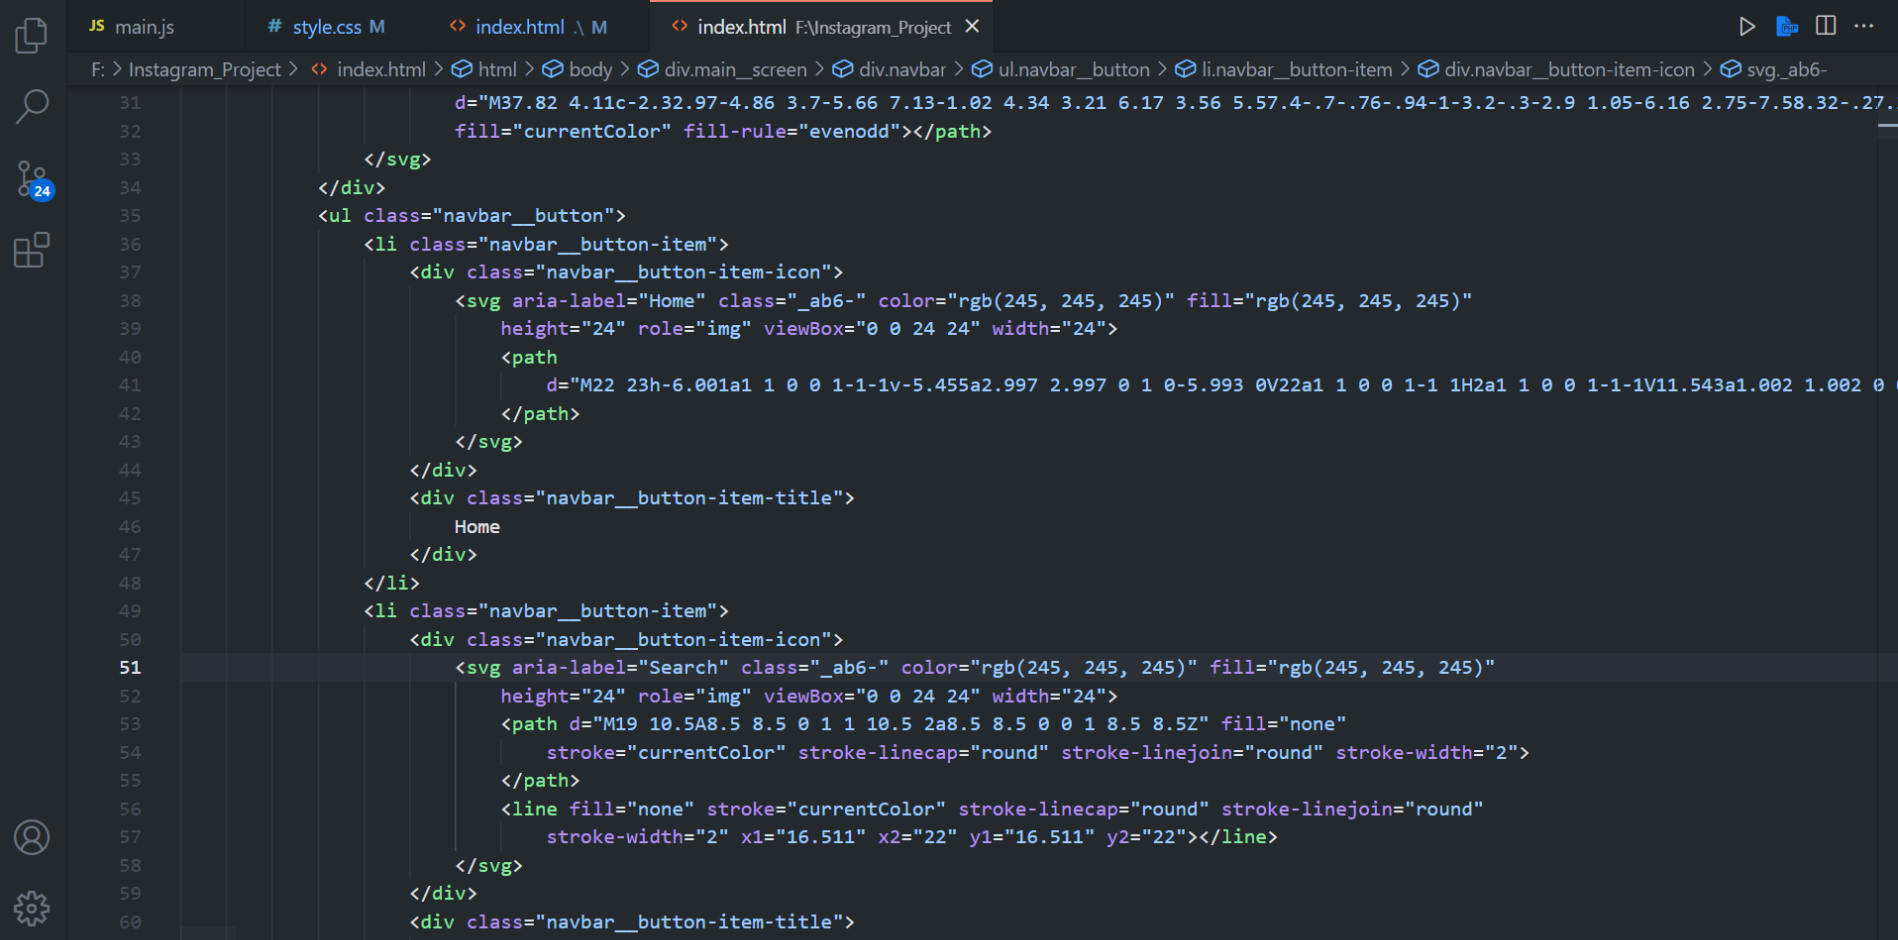 JS main.js # style.css M <> index.html .\ M <> index.html F:\Instagram_Project
F: > Instagram_Project > <> index.html > html > body > div.main__screen > div.navbar > ul.navbar__button > li.navbar__button-item > div.navbar__button-item-icon > svg._ab6-
31 d="M37.82 4.11c-2.32.97-4.86 3.7-5.66 7.13-1.02 4.34 3.21 6.17 3.56 5.57.4-.7-.76-.94-1-3.2-.3-2.9 1.05-6.16 2.75-7.58.32-.27.
32 fill="currentColor" fill-rule="evenodd"></path>
33 </svg>
34 </div>
35 <ul class="navbar__button">
36 <li class="navbar__button-item">
37 <div class="navbar__button-item-icon">
38 <svg aria-label="Home" class="_ab6-" color="rgb(245, 245, 245)" fill="rgb(245, 245, 245)"
39 height="24" role="img" viewBox="0 0 24 24" width="24">
40 <path
41 d="M22 23h-6.001a1 1 0 0 1-1-1v-5.455a2.997 2.997 0 1 0-5.993 0V22a1 1 0 0 1-1 1H2a1 1 0 0 1-1-1V11.543a1.002 1.002 0
42 </path>
43 </svg>
44 </div>
45 <div class="navbar__button-item-title">
46 Home
47 </div>
48 </li>
49 <li class="navbar__button-item">
50 <div class="navbar__button-item-icon">
51 <svg aria-label="Search" class="_ab6-" color="rgb(245, 245, 245)" fill="rgb(245, 245, 245)"
24
52 height="24" role="img" viewBox="0 0 24 24" width="24">
53 <path d="M19 10.5A8.5 8.5 0 1 1 10.5 2a8.5 8.5 0 0 1 8.5 8.5Z" fill="none"
54 stroke="currentColor" stroke-linecap="round" stroke-linejoin="round" stroke-width="2">
55 </path>
56 <line fill="none" stroke="currentColor" stroke-linecap="round" stroke-linejoin="round"
57 stroke-width="2" x1="16.511" x2="22" y1="16.511" y2="22"></line>
58 </svg>
59 </div>
60 <div class="navbar__button-item-title">